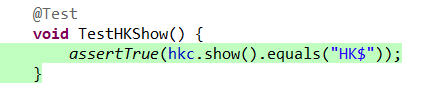 @Test
void TestHKShow() {
assertTrue(hkc.show().equals("HK$"));
}